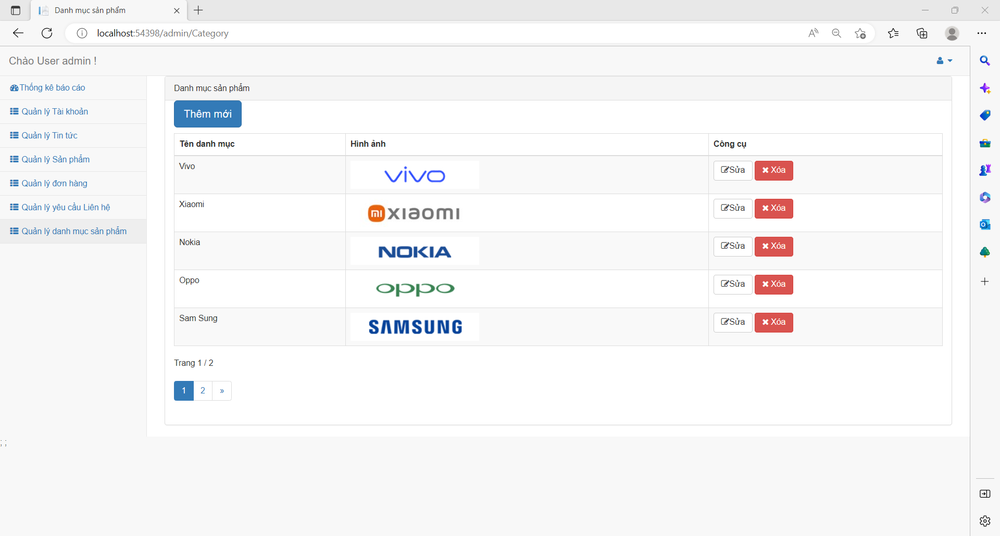 Danh mục sản phẩm
localhost:54398/admin/Category
Chào User admin !
Thống kê báo cáo
Quản lý Tài khoản
Quản lý Tin tức
Quản lý Sản phẩm
Quản lý đơn hàng
Quản lý yêu cầu Liên hệ
Quản lý danh mục sản phẩm
Danh mục sản phẩm
Thêm mới
Tên danh mục Hình ảnh Công cụ
Vivo vivo Sửa Xóa
Xiaomi mi xiaomi Sửa Xóa
Nokia NOKIA Sửa Xóa
Oppo oppo Sửa Xóa
Sam Sung SAMSUNG Sửa Xóa
Trang 1 / 2
1 2 »
; ;